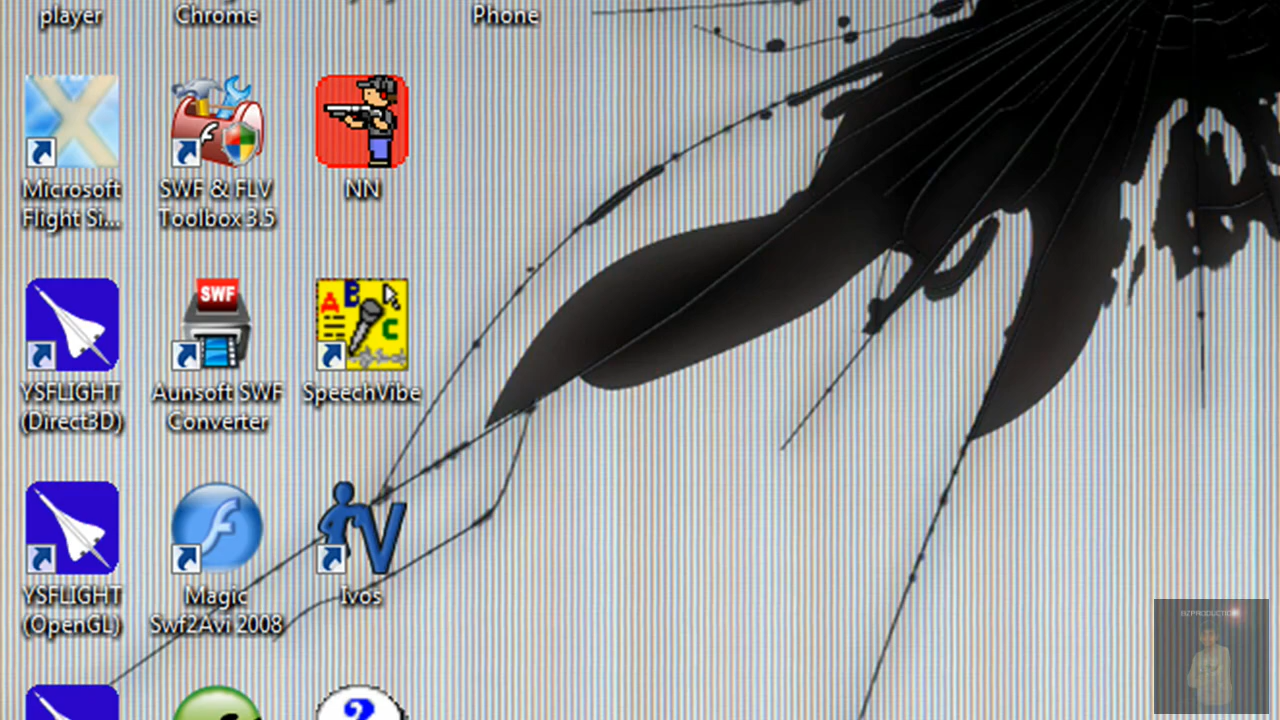 player
Chrome
Phone
Microsoft
Flight Si...
SWF & FLV
Toolbox 3.5
NN
SWF
A B
C
YSFLIGHT
(Direct3D)
Aunsoft SWF
Converter
SpeechVibe
YSFLIGHT
(OpenGL)
Magic
Swf2Avi 2008
V
Ivos
?
BZPRODUCTION